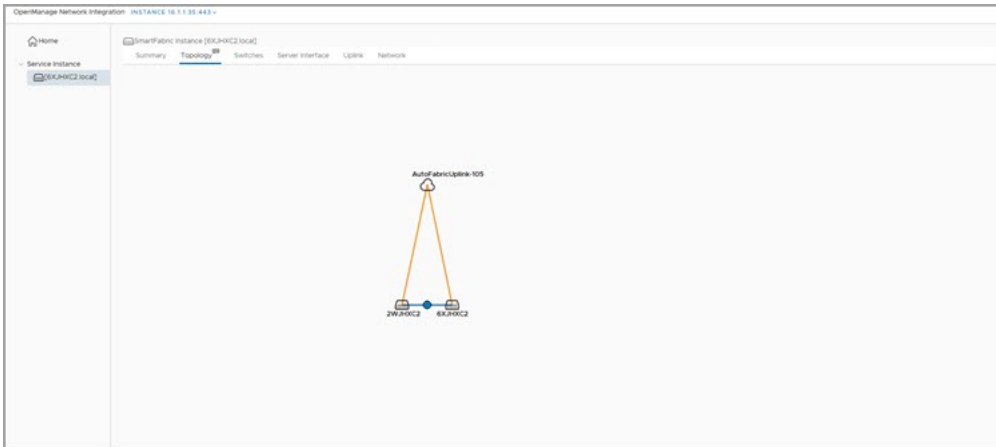 OpenManage Network Integration INSTANCE 16.1.1.35:443
Home
SmartFabric Instance [6XJHXC2.local]
Summary Topology Switches Server Interface Uplink Network
Service Instance
[6XJHXC2.local]
AutoFabricUplink-105
2WJHXC2 6XJHXC2